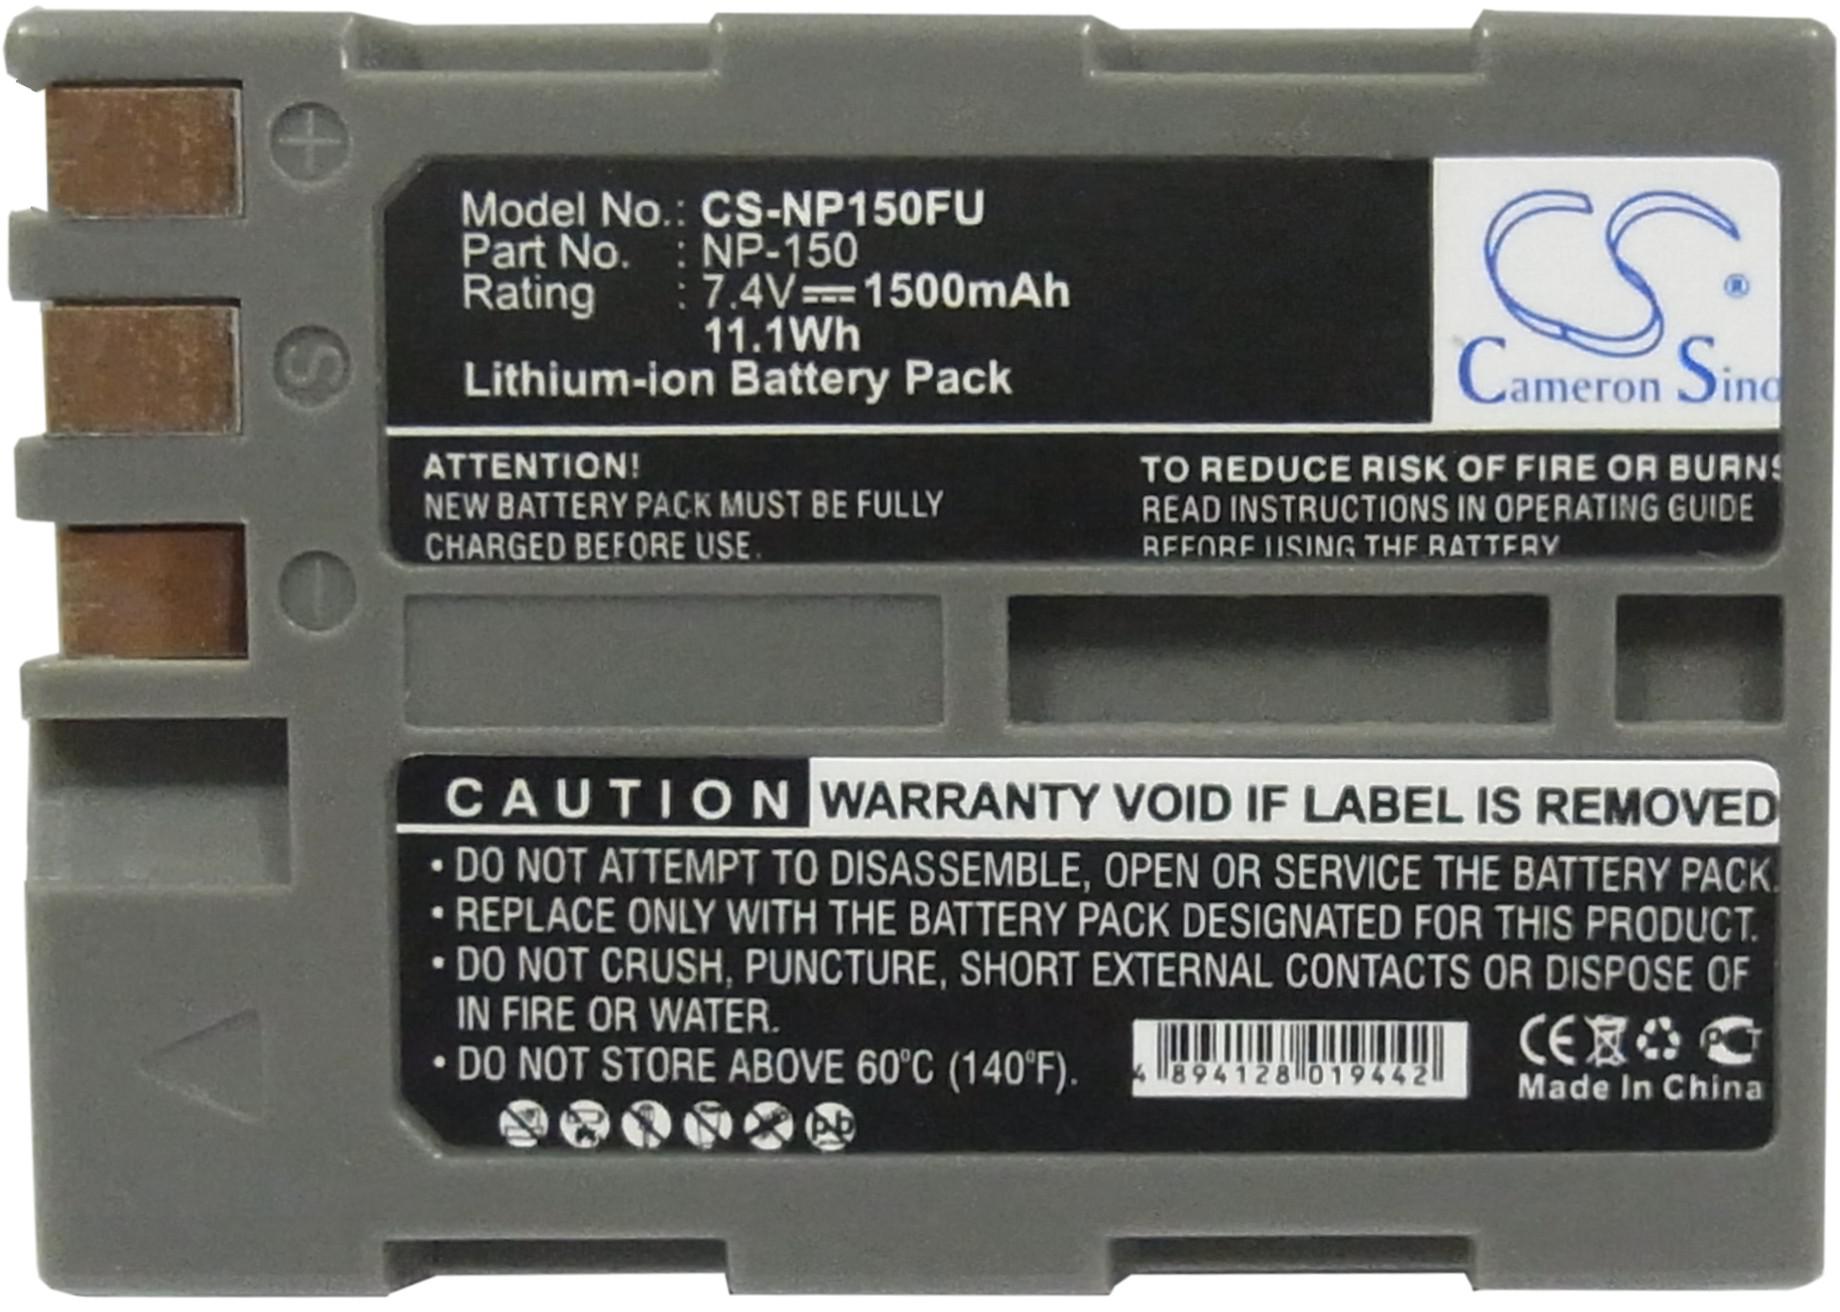 +
Model No.: CS-NP150FU
Part No. : NP-150
Rating : 7.4V 1500mAh
11.1Wh
Lithium-ion Battery Pack
CS ®
Cameron Sino
S
ATTENTION!
NEW BATTERY PACK MUST BE FULLY
CHARGED BEFORE USE.
TO REDUCE RISK OF FIRE OR BURNS
READ INSTRUCTIONS IN OPERATING GUIDE
BEFORE USING THE BATTERY
-
CAUTION WARRANTY VOID IF LABEL IS REMOVED
• DO NOT ATTEMPT TO DISASSEMBLE, OPEN OR SERVICE THE BATTERY PACK.
• REPLACE ONLY WITH THE BATTERY PACK DESIGNATED FOR THIS PRODUCT.
• DO NOT CRUSH, PUNCTURE, SHORT EXTERNAL CONTACTS OR DISPOSE OF
IN FIRE OR WATER.
• DO NOT STORE ABOVE 60°C (140°F).
4 894128 019442
CE PCT
Made In China
pb